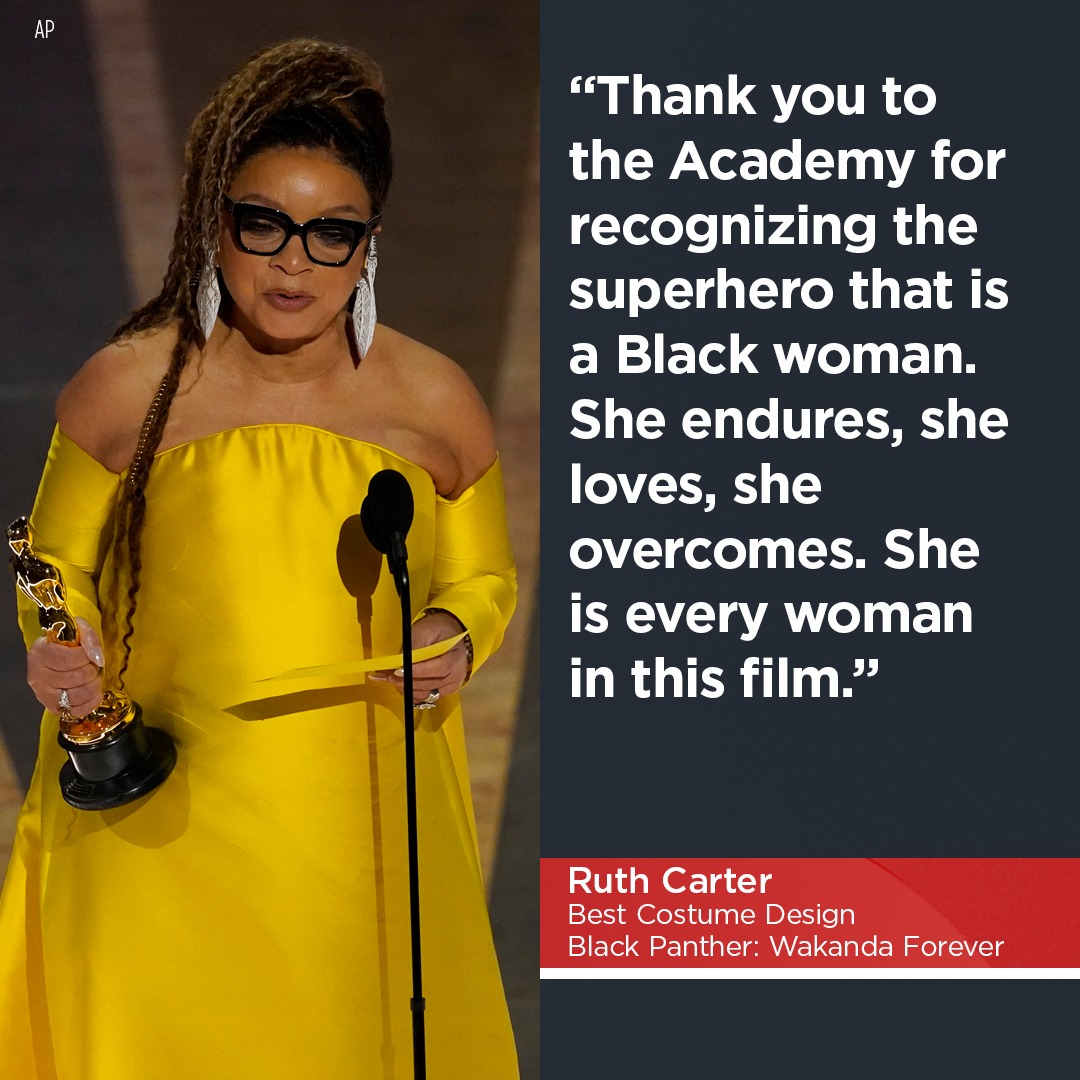 AP
“Thank you to
the Academy for
recognizing the
superhero that is
a Black woman.
She endures, she
loves, she
overcomes. She
is every woman
in this film.”
Ruth Carter
Best Costume Design
Black Panther: Wakanda Forever